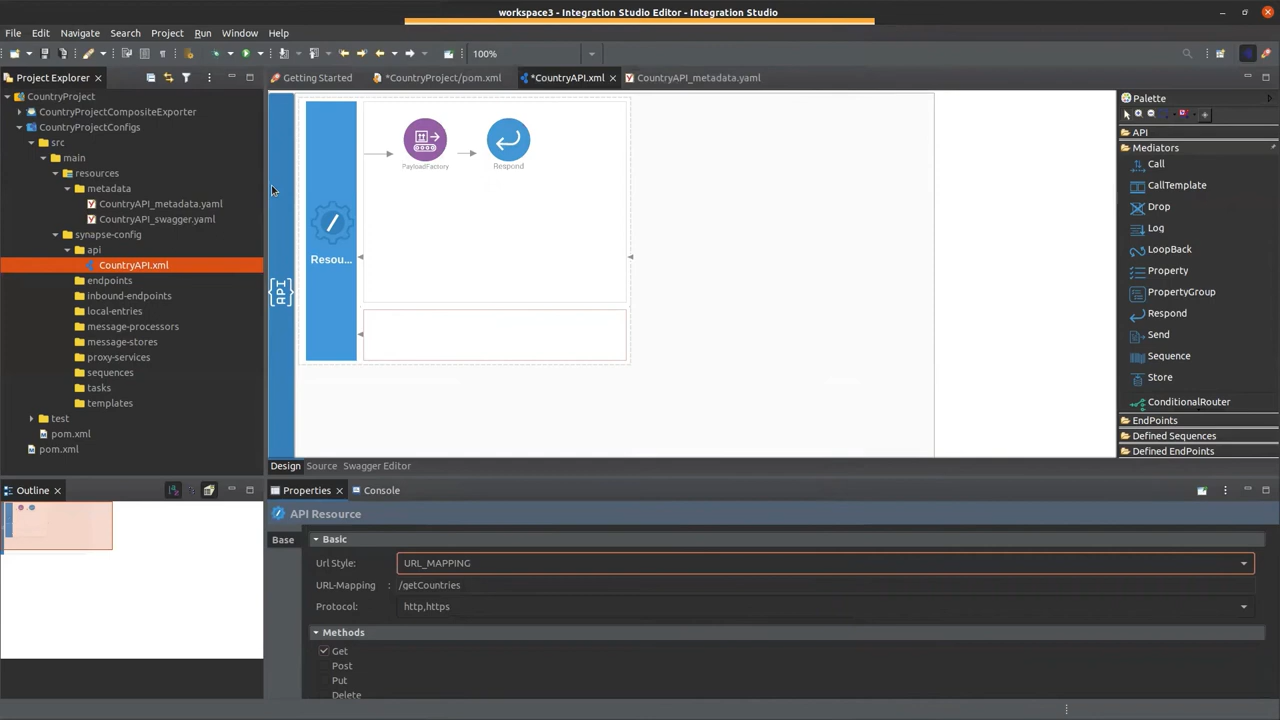 workspace3 - Integration Studio Editor - Integration Studio
File Edit Navigate Search Project Run Window Help
100%
Project Explorer
Getting Started
*CountryProject/pom.xml
*CountryAPI.xml
CountryAPI_metadata.yaml
CountryProject
CountryProjectCompositeExporter
CountryProjectConfigs
src
main
resources
metadata
CountryAPI_metadata.yaml
CountryAPI_swagger.yaml
synapse-config
api
CountryAPI.xml
endpoints
inbound-endpoints
local-entries
message-processors
message-stores
proxy-services
sequences
tasks
templates
test
pom.xml
pom.xml
{API}
Resou...
PayloadFactory
Respond
Palette
API
Mediators
Call
CallTemplate
Drop
Log
LoopBack
Property
PropertyGroup
Respond
Send
Sequence
Store
ConditionalRouter
EndPoints
Defined Sequences
Defined EndPoints
Design Source Swagger Editor
Outline
Properties
Console
API Resource
Base
Basic
Url Style: URL_MAPPING
URL-Mapping : /getCountries
Protocol: http,https
Methods
Get
Post
Put
Delete